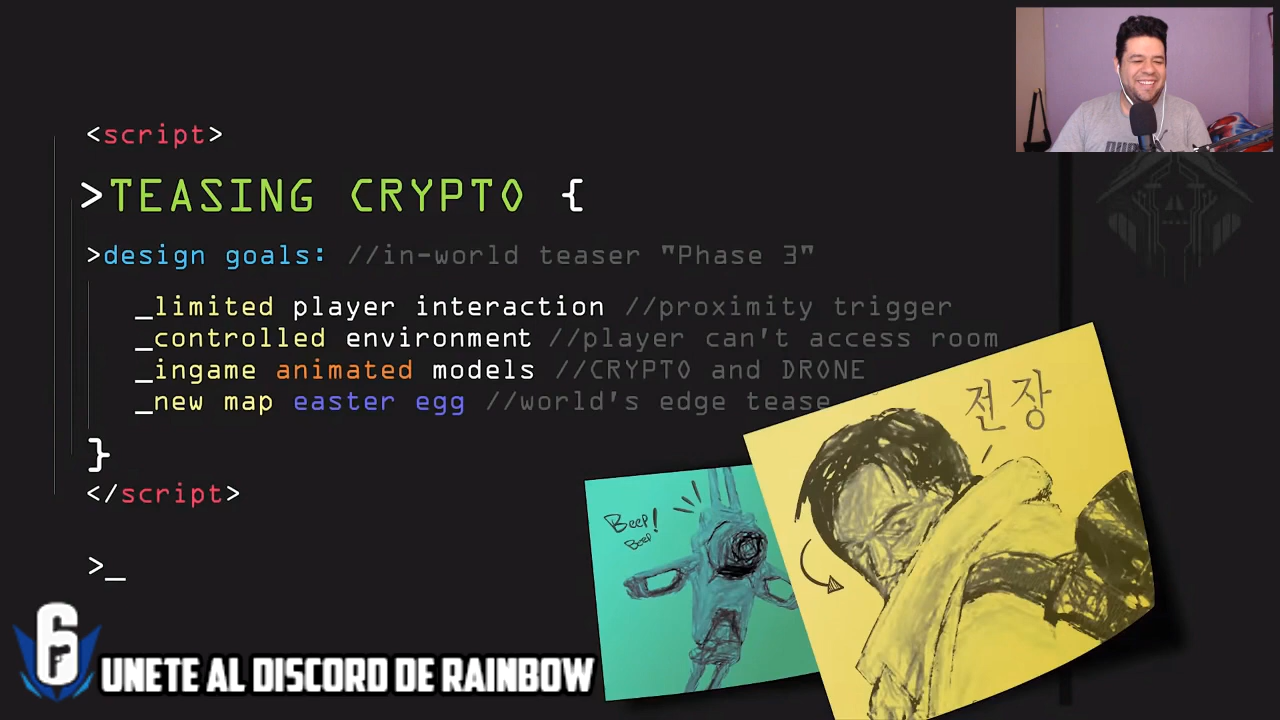 <script>
>TEASING CRYPTO {
>design goals: //in-world teaser "Phase 3"
_limited player interaction //proximity trigger
_controlled environment //player can't access room
_ingame animated models //CRYPTO and DRONE
_new map easter egg //world's edge tease
}
</script>
>_
전장
Beep!
Beep!
6
UNETE AL DISCORD DE RAINBOW